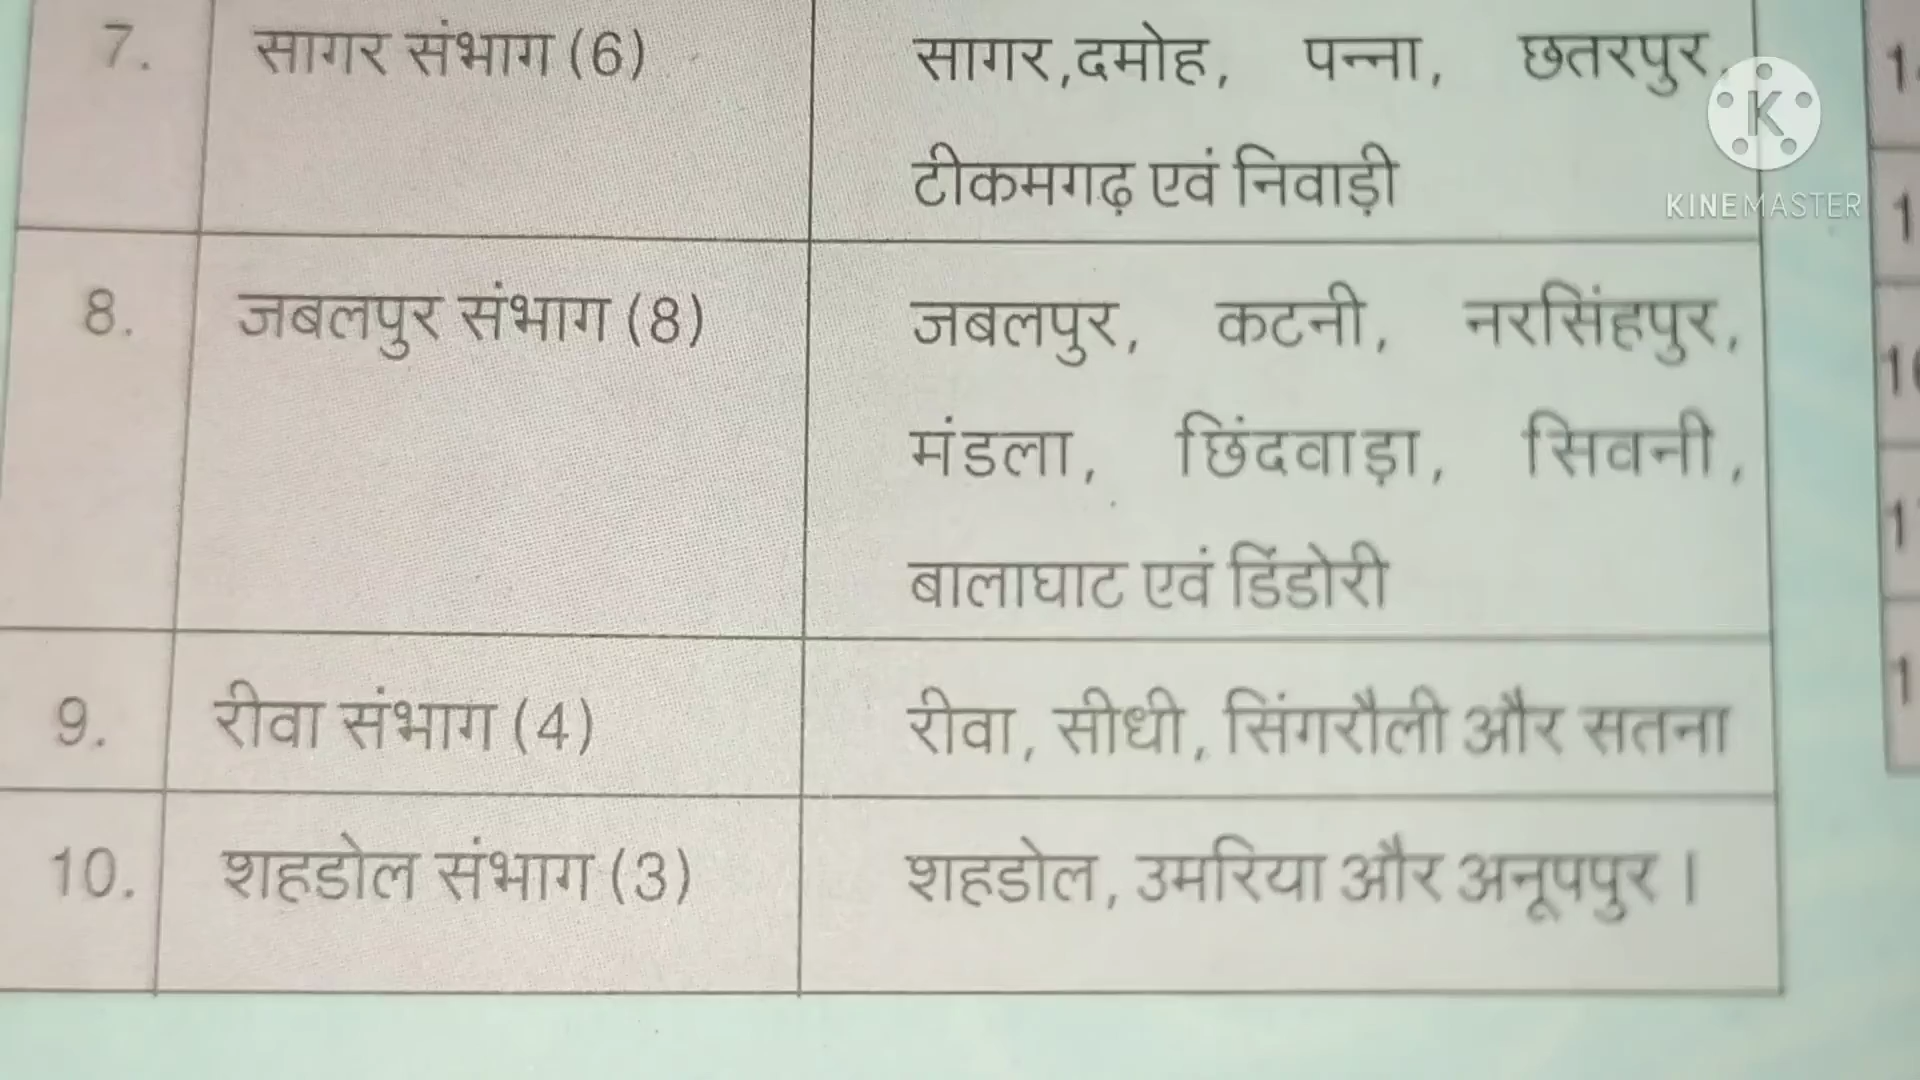 7. सागर संभाग (6) सागर,दमोह, पन्ना, छतरपुर,
टीकमगढ़ एवं निवाड़ी
8. जबलपुर संभाग (8) जबलपुर, कटनी, नरसिंहपुर,
मंडला, छिंदवाड़ा, सिवनी,
बालाघाट एवं डिंडोरी
9. रीवा संभाग (4) रीवा, सीधी, सिंगरौली और सतना
10. शहडोल संभाग (3) शहडोल, उमरिया और अनूपपुर ।
K
KINEMASTER